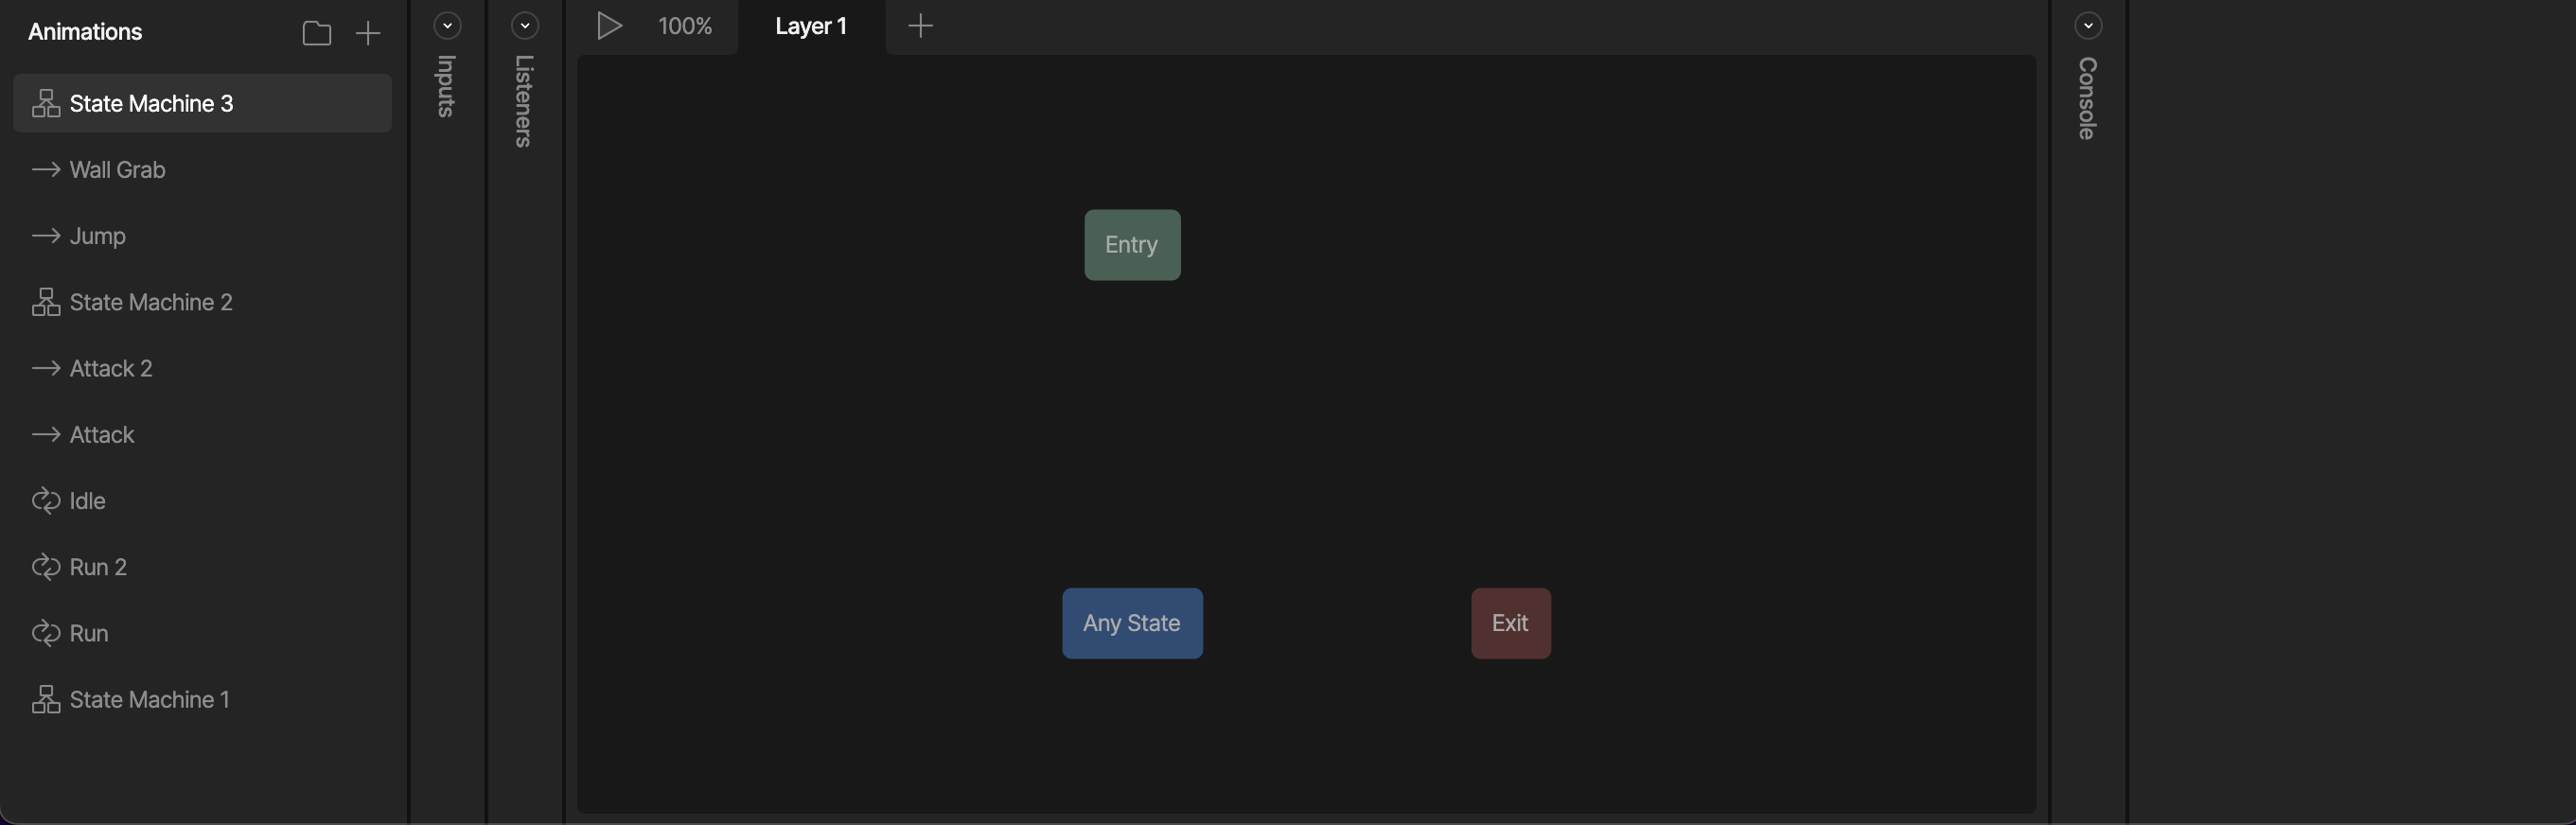 Animations
State Machine 3
Wall Grab
Jump
State Machine 2
Attack 2
Attack
Idle
Run 2
Run
State Machine 1
Inputs
Listeners
100%
Layer 1
Entry
Any State
Exit
Console